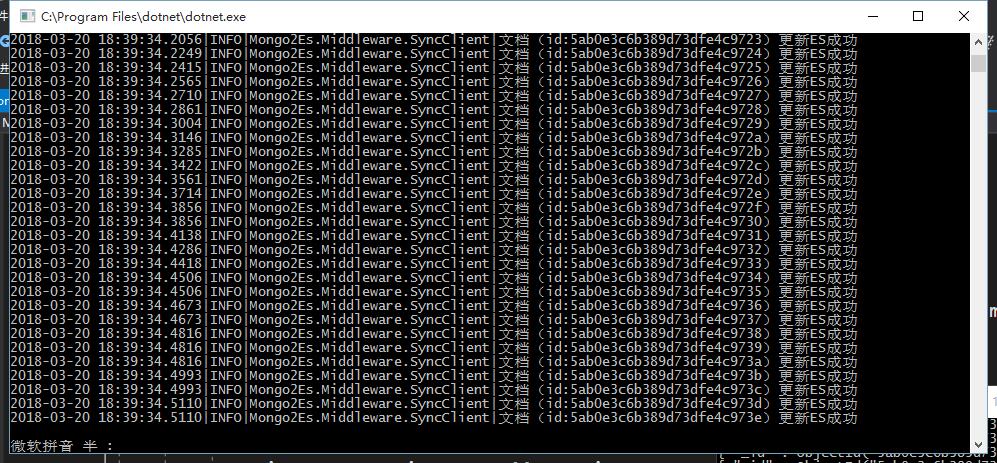 C:\Program Files\dotnet\dotnet.exe
2018-03-20 18:39:34.2056|INFO|Mongo2Es.Middleware.SyncClient|文档 (id:5ab0e3c6b389d73dfe4c9723) 更新ES成功
2018-03-20 18:39:34.2249|INFO|Mongo2Es.Middleware.SyncClient|文档 (id:5ab0e3c6b389d73dfe4c9724) 更新ES成功
2018-03-20 18:39:34.2415|INFO|Mongo2Es.Middleware.SyncClient|文档 (id:5ab0e3c6b389d73dfe4c9725) 更新ES成功
2018-03-20 18:39:34.2565|INFO|Mongo2Es.Middleware.SyncClient|文档 (id:5ab0e3c6b389d73dfe4c9726) 更新ES成功
2018-03-20 18:39:34.2710|INFO|Mongo2Es.Middleware.SyncClient|文档 (id:5ab0e3c6b389d73dfe4c9727) 更新ES成功
2018-03-20 18:39:34.2861|INFO|Mongo2Es.Middleware.SyncClient|文档 (id:5ab0e3c6b389d73dfe4c9728) 更新ES成功
2018-03-20 18:39:34.3004|INFO|Mongo2Es.Middleware.SyncClient|文档 (id:5ab0e3c6b389d73dfe4c9729) 更新ES成功
2018-03-20 18:39:34.3146|INFO|Mongo2Es.Middleware.SyncClient|文档 (id:5ab0e3c6b389d73dfe4c972a) 更新ES成功
2018-03-20 18:39:34.3285|INFO|Mongo2Es.Middleware.SyncClient|文档 (id:5ab0e3c6b389d73dfe4c972b) 更新ES成功
2018-03-20 18:39:34.3422|INFO|Mongo2Es.Middleware.SyncClient|文档 (id:5ab0e3c6b389d73dfe4c972c) 更新ES成功
2018-03-20 18:39:34.3561|INFO|Mongo2Es.Middleware.SyncClient|文档 (id:5ab0e3c6b389d73dfe4c972d) 更新ES成功
2018-03-20 18:39:34.3714|INFO|Mongo2Es.Middleware.SyncClient|文档 (id:5ab0e3c6b389d73dfe4c972e) 更新ES成功
2018-03-20 18:39:34.3856|INFO|Mongo2Es.Middleware.SyncClient|文档 (id:5ab0e3c6b389d73dfe4c972f) 更新ES成功
2018-03-20 18:39:34.3856|INFO|Mongo2Es.Middleware.SyncClient|文档 (id:5ab0e3c6b389d73dfe4c9730) 更新ES成功
2018-03-20 18:39:34.4138|INFO|Mongo2Es.Middleware.SyncClient|文档 (id:5ab0e3c6b389d73dfe4c9731) 更新ES成功
2018-03-20 18:39:34.4286|INFO|Mongo2Es.Middleware.SyncClient|文档 (id:5ab0e3c6b389d73dfe4c9732) 更新ES成功
2018-03-20 18:39:34.4418|INFO|Mongo2Es.Middleware.SyncClient|文档 (id:5ab0e3c6b389d73dfe4c9733) 更新ES成功
2018-03-20 18:39:34.4506|INFO|Mongo2Es.Middleware.SyncClient|文档 (id:5ab0e3c6b389d73dfe4c9734) 更新ES成功
2018-03-20 18:39:34.4506|INFO|Mongo2Es.Middleware.SyncClient|文档 (id:5ab0e3c6b389d73dfe4c9735) 更新ES成功
2018-03-20 18:39:34.4673|INFO|Mongo2Es.Middleware.SyncClient|文档 (id:5ab0e3c6b389d73dfe4c9736) 更新ES成功
2018-03-20 18:39:34.4673|INFO|Mongo2Es.Middleware.SyncClient|文档 (id:5ab0e3c6b389d73dfe4c9737) 更新ES成功
2018-03-20 18:39:34.4816|INFO|Mongo2Es.Middleware.SyncClient|文档 (id:5ab0e3c6b389d73dfe4c9738) 更新ES成功
2018-03-20 18:39:34.4816|INFO|Mongo2Es.Middleware.SyncClient|文档 (id:5ab0e3c6b389d73dfe4c9739) 更新ES成功
2018-03-20 18:39:34.4816|INFO|Mongo2Es.Middleware.SyncClient|文档 (id:5ab0e3c6b389d73dfe4c973a) 更新ES成功
2018-03-20 18:39:34.4993|INFO|Mongo2Es.Middleware.SyncClient|文档 (id:5ab0e3c6b389d73dfe4c973b) 更新ES成功
2018-03-20 18:39:34.4993|INFO|Mongo2Es.Middleware.SyncClient|文档 (id:5ab0e3c6b389d73dfe4c973c) 更新ES成功
2018-03-20 18:39:34.5110|INFO|Mongo2Es.Middleware.SyncClient|文档 (id:5ab0e3c6b389d73dfe4c973d) 更新ES成功
2018-03-20 18:39:34.5110|INFO|Mongo2Es.Middleware.SyncClient|文档 (id:5ab0e3c6b389d73dfe4c973e) 更新ES成功
微软拼音 半 :